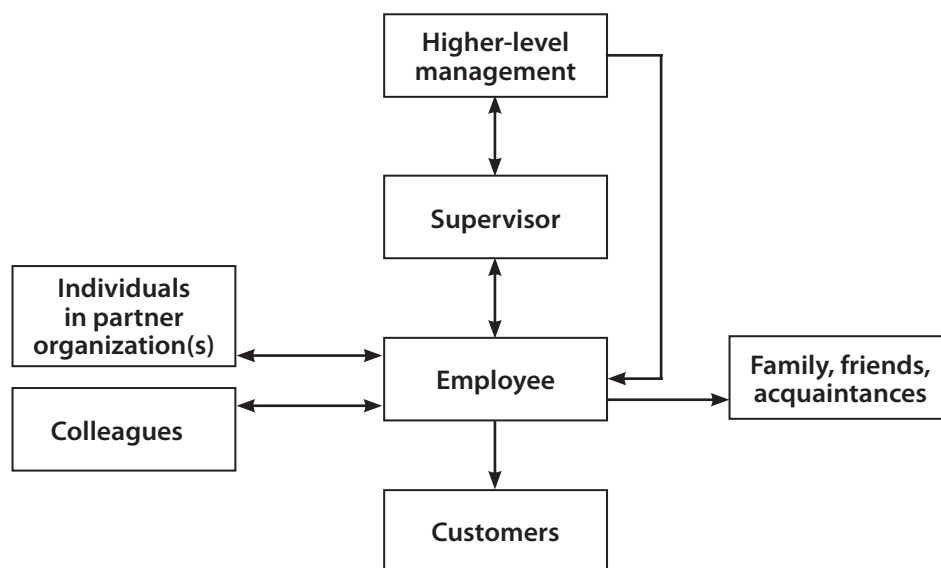 Higher-level
management
Supervisor
Individuals
in partner
organization(s)
Employee
Family, friends,
acquaintances
Colleagues
Customers